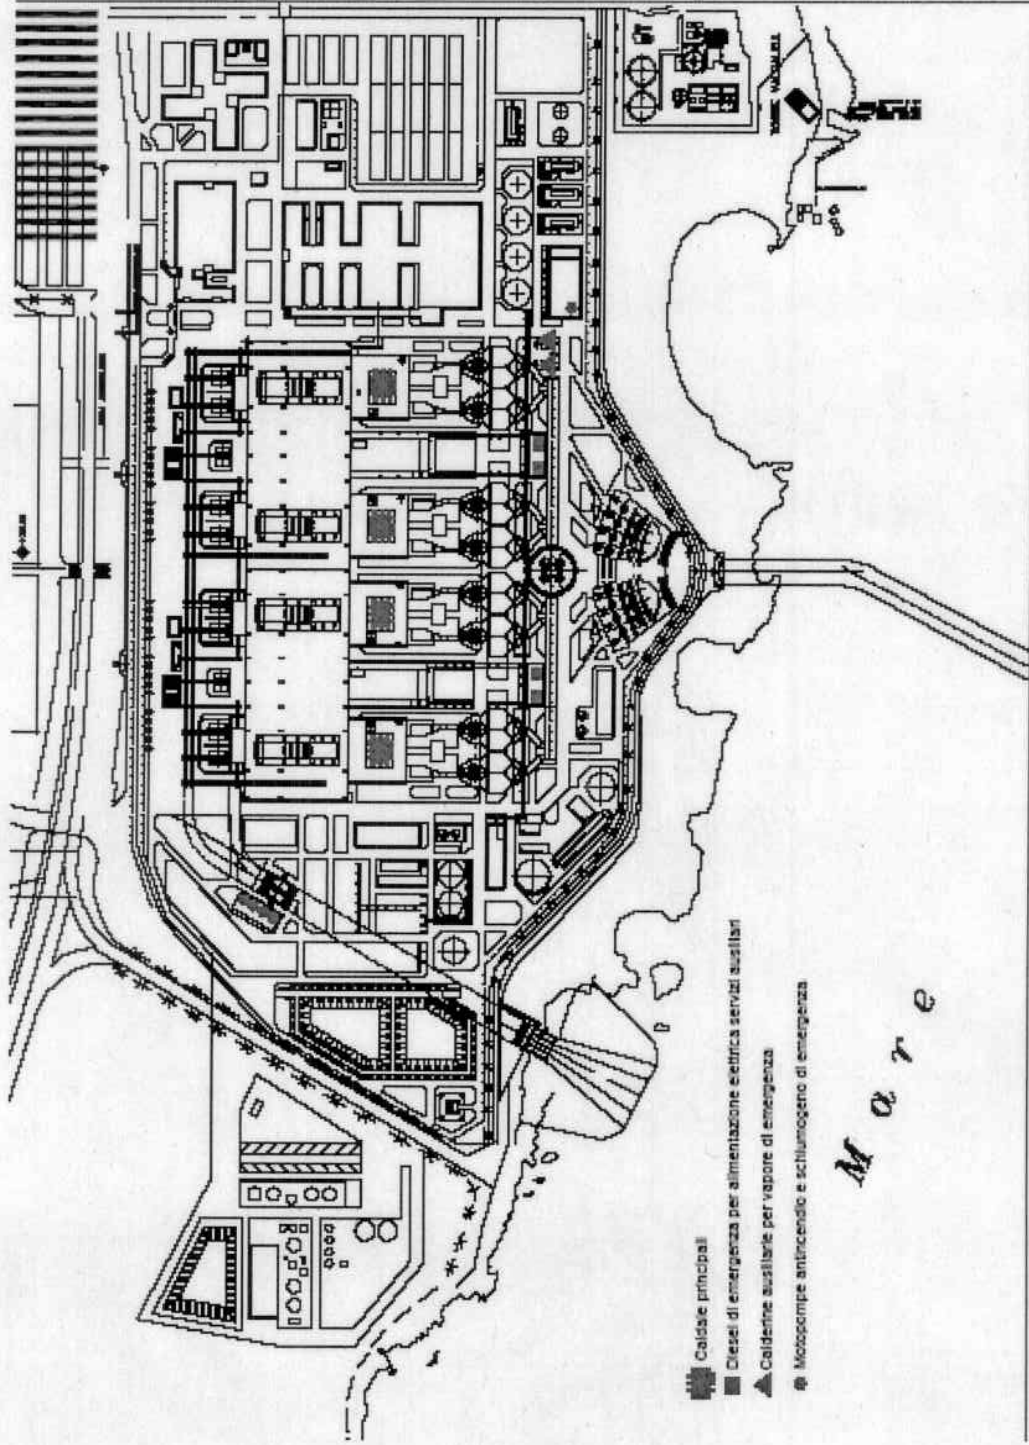 Caldaie principali
Diesel di emergenza per alimentazione elettrica servizi ausiliari
Calderine ausiliarie per vapore di emergenza
Motopompe antincendio e schiumogeno di emergenza
Mare